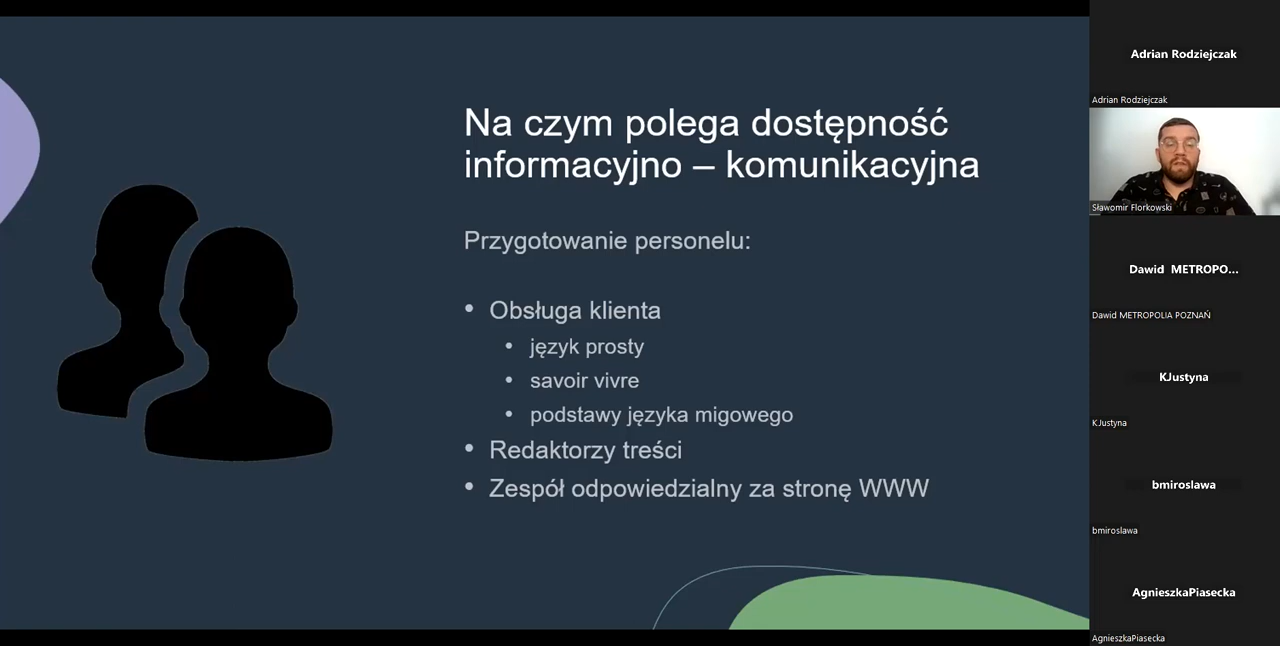 Na czym polega dostępność
informacyjno – komunikacyjna
Przygotowanie personelu:
• Obsługa klienta
• język prosty
• savoir vivre
• podstawy języka migowego
• Redaktorzy treści
• Zespół odpowiedzialny za stronę WWW
Adrian Rodziejczak
Adrian Rodziejczak
Sławomir Florkowski
Dawid METROPO...
Dawid METROPOLIA POZNAŃ
KJustyna
KJustyna
bmiroslawa
bmiroslawa
AgnieszkaPiasecka
AgnieszkaPiasecka